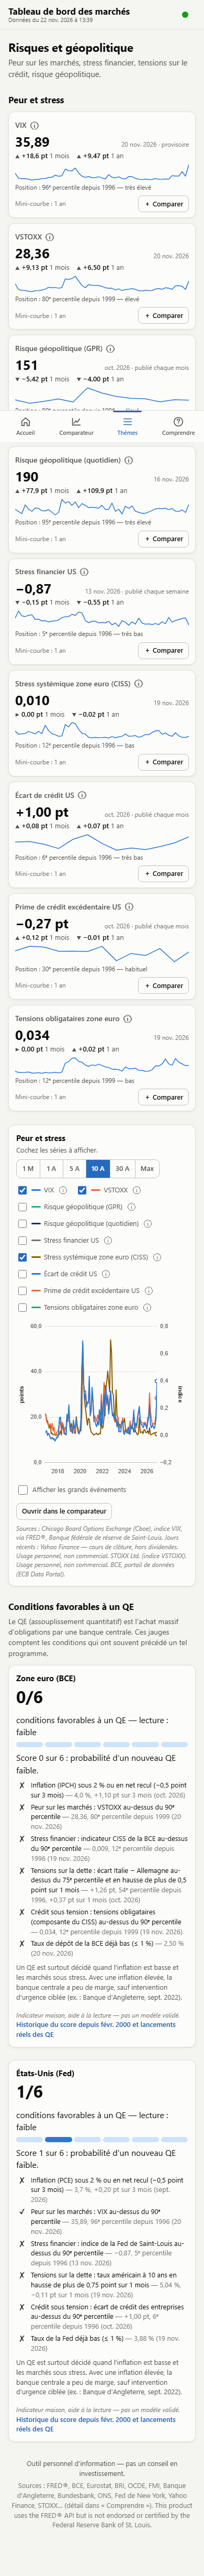 Tableau de bord des marchés
Données du 22 nov. 2026 à 13:39
Risques et géopolitique
Peur sur les marchés, stress financier, tensions sur le
crédit, risque géopolitique.
Peur et stress
VIX
35,89
20 nov. 2026 · provisoire
▲ +18,6 pt 1 mois ▲ +9,47 pt 1 an
Position : 96e percentile depuis 1996 — très élevé
Mini-courbe : 1 an
+ Comparer
VSTOXX
28,36
20 nov. 2026
▲ +9,13 pt 1 mois ▲ +6,50 pt 1 an
Position : 80e percentile depuis 1999 — élevé
Mini-courbe : 1 an
+ Comparer
Risque géopolitique (GPR)
151
oct. 2026 · publié chaque mois
▼ −5,42 pt 1 mois ▼ −4,00 pt 1 an
Accueil
Comparateur
Thèmes
Comprendre
Risque géopolitique (quotidien)
190
16 nov. 2026
▲ +77,9 pt 1 mois ▲ +109,9 pt 1 an
Position : 95e percentile depuis 1996 — très élevé
Mini-courbe : 1 an
+ Comparer
Stress financier US
−0,87
13 nov. 2026 · publié chaque semaine
▼ −0,15 pt 1 mois ▼ −0,55 pt 1 an
Position : 5e percentile depuis 1996 — très bas
Mini-courbe : 1 an
+ Comparer
Stress systémique zone euro (CISS)
0,010
19 nov. 2026
▸ 0,00 pt 1 mois ▼ −0,02 pt 1 an
Position : 12e percentile depuis 1996 — bas
Mini-courbe : 1 an
+ Comparer
Écart de crédit US
+1,00 pt
oct. 2026 · publié chaque mois
▲ +0,08 pt 1 mois ▲ +0,07 pt 1 an
Position : 6e percentile depuis 1996 — très bas
Mini-courbe : 1 an
+ Comparer
Prime de crédit excédentaire US
−0,27 pt
oct. 2026 · publié chaque mois
▲ +0,12 pt 1 mois ▼ −0,01 pt 1 an
Position : 30e percentile depuis 1996 — habituel
Mini-courbe : 1 an
+ Comparer
Tensions obligataires zone euro
0,034
19 nov. 2026
▸ 0,00 pt 1 mois ▲ +0,02 pt 1 an
Position : 12e percentile depuis 1999 — bas
Mini-courbe : 1 an
+ Comparer
Peur et stress
Cochez les séries à afficher.
1 M 1 A 5 A 10 A 30 A Max
VIX VSTOXX
Risque géopolitique (GPR)
Risque géopolitique (quotidien)
Stress financier US
Stress systémique zone euro (CISS)
Écart de crédit US
Prime de crédit excédentaire US
Tensions obligataires zone euro
60,0 0,8
0,6
40,0 0,4
points
indice
20,0 0,2
0,0
0,0 −0,2
2018 2020 2022 2024 2026
Afficher les grands événements
Ouvrir dans le comparateur
Sources : Chicago Board Options Exchange (Cboe), indice VIX,
via FRED®, Banque fédérale de réserve de Saint-Louis. Jours
récents : Yahoo Finance — cours de clôture, hors dividendes.
Usage personnel, non commercial. STOXX Ltd. (indice VSTOXX).
Usage personnel, non commercial. BCE, portail de données
(ECB Data Portal).
Conditions favorables à un QE
Le QE (assouplissement quantitatif) est l'achat massif
d'obligations par une banque centrale. Ces jauges
comptent les conditions qui ont souvent précédé un tel
programme.
Zone euro (BCE)
0/6
conditions favorables à un QE — lecture :
faible
Score 0 sur 6 : probabilité d'un nouveau QE
faible.
✗ Inflation (IPCH) sous 2 % ou en net recul (−0,5 point
sur 3 mois) — 4,0 %, +1,10 pt sur 3 mois (oct. 2026)
✗ Peur sur les marchés : VSTOXX au-dessus du 90e
percentile — 28,36, 80e percentile depuis 1999 (20
nov. 2026)
✗ Stress financier : indicateur CISS de la BCE au-dessus
du 90e percentile — 0,009, 12e percentile depuis
1996 (19 nov. 2026)
✗ Tensions sur la dette : écart Italie − Allemagne au-
dessus du 75e percentile et en hausse de plus de 0,5
point sur 1 mois — +1,26 pt, 54e percentile depuis
1996, +0,37 pt sur 1 mois (oct. 2026)
✗ Crédit sous tension : tensions obligataires
(composante du CISS) au-dessus du 90e percentile
— 0,034, 12e percentile depuis 1999 (19 nov. 2026)
✗ Taux de dépôt de la BCE déjà bas (≤ 1 %) — 2,50 %
(20 nov. 2026)
Un QE est surtout décidé quand l'inflation est basse et
les marchés sous stress. Avec une inflation élevée, la
banque centrale a peu de marge, sauf intervention
d'urgence ciblée (ex. : Banque d'Angleterre, sept. 2022).
Indicateur maison, aide à la lecture — pas un modèle validé.
Historique du score depuis févr. 2000 et lancements
réels des QE
États-Unis (Fed)
1/6
conditions favorables à un QE — lecture :
faible
Score 1 sur 6 : probabilité d'un nouveau QE
faible.
✗ Inflation (PCE) sous 2 % ou en net recul (−0,5 point
sur 3 mois) — 3,7 %, +0,20 pt sur 3 mois (sept.
2026)
✓ Peur sur les marchés : VIX au-dessus du 90e
percentile — 35,89, 96e percentile depuis 1996 (20
nov. 2026)
✗ Stress financier : indice de la Fed de Saint-Louis au-
dessus du 90e percentile — −0,87, 5e percentile
depuis 1996 (13 nov. 2026)
✗ Tensions sur la dette : taux américain à 10 ans en
hausse de plus de 0,75 point sur 1 mois — 5,04 %,
−0,11 pt sur 1 mois (19 nov. 2026)
✗ Crédit sous tension : écart de crédit des entreprises
au-dessus du 90e percentile — +1,00 pt, 6e
percentile depuis 1996 (oct. 2026)
✗ Taux de la Fed déjà bas (≤ 1 %) — 3,88 % (19 nov.
2026)
Un QE est surtout décidé quand l'inflation est basse et
les marchés sous stress. Avec une inflation élevée, la
banque centrale a peu de marge, sauf intervention
d'urgence ciblée (ex. : Banque d'Angleterre, sept. 2022).
Indicateur maison, aide à la lecture — pas un modèle validé.
Historique du score depuis févr. 2000 et lancements
réels des QE
Outil personnel d'information — pas un conseil en
investissement.
Sources : FRED®, BCE, Eurostat, BRI, OCDE, FMI, Banque
d'Angleterre, Bundesbank, ONS, Fed de New York, Yahoo
Finance, STOXX… (détail dans « Comprendre »). This product
uses the FRED® API but is not endorsed or certified by the
Federal Reserve Bank of St. Louis.